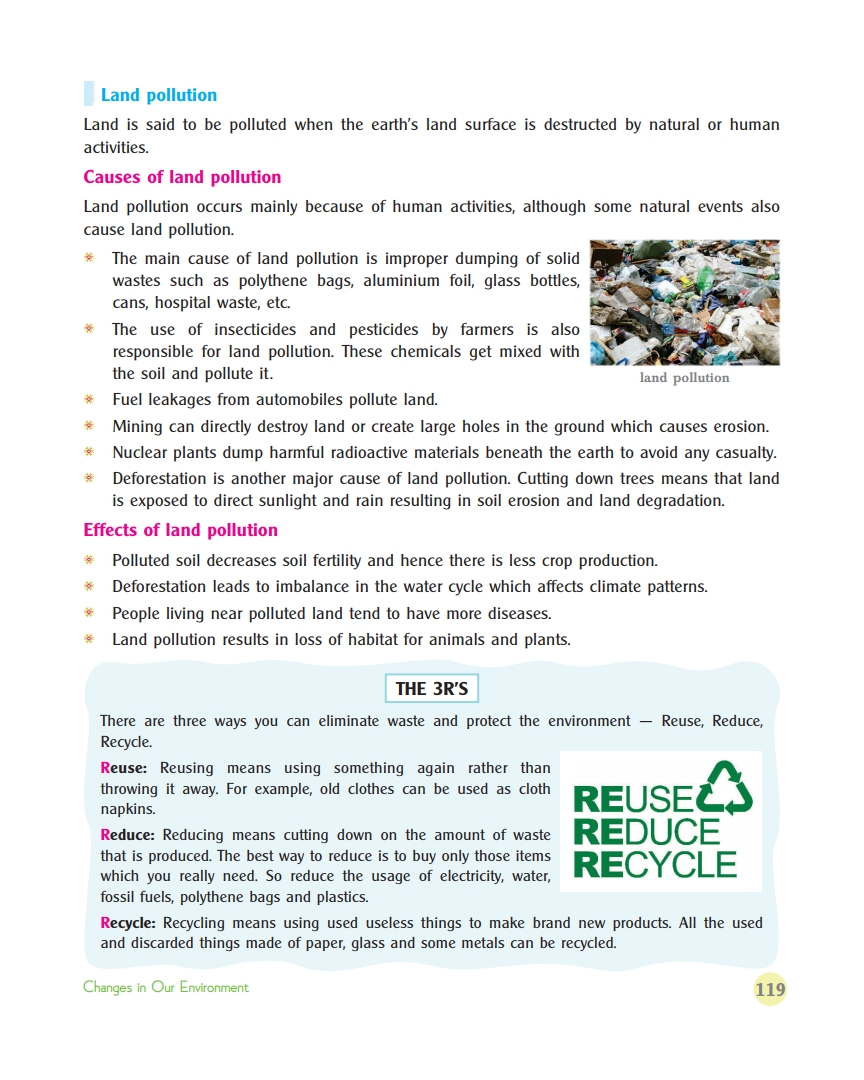 Land pollution
Land is said to be polluted when the earth's land surface is destructed by natural or human
activities.
Causes of land pollution
Land pollution occurs mainly because of human activities, although some natural events also
cause land pollution.
The main cause of land pollution is improper dumping of solid
wastes such as polythene bags, aluminium foil, glass bottles,
cans, hospital waste, etc.
The use of insecticides and pesticides by farmers is also
responsible for land pollution. These chemicals get mixed with
the soil and pollute it.
land pollution
Fuel leakages from automobiles pollute land.
Mining can directly destroy land or create large holes in the ground which causes erosion.
Nuclear plants dump harmful radioactive materials beneath the earth to avoid any casualty.
Deforestation is another major cause of land pollution. Cutting down trees means that land
is exposed to direct sunlight and rain resulting in soil erosion and land degradation.
Effects of land pollution
Polluted soil decreases soil fertility and hence there is less crop production.
Deforestation leads to imbalance in the water cycle which affects climate patterns.
People living near polluted land tend to have more diseases.
Land pollution results in loss of habitat for animals and plants.
THE 3R'S
There are three ways you can eliminate waste and protect the environment — Reuse, Reduce,
Recycle.
Reuse: Reusing means using something again rather than
throwing it away. For example, old clothes can be used as cloth
napkins.
Reduce: Reducing means cutting down on the amount of waste
that is produced. The best way to reduce is to buy only those items
which you really need. So reduce the usage of electricity, water,
fossil fuels, polythene bags and plastics.
REUSE
REDUCE
RECYCLE
Recycle: Recycling means using used useless things to make brand new products. All the used
and discarded things made of paper, glass and some metals can be recycled.
Changes in Our Environment
119